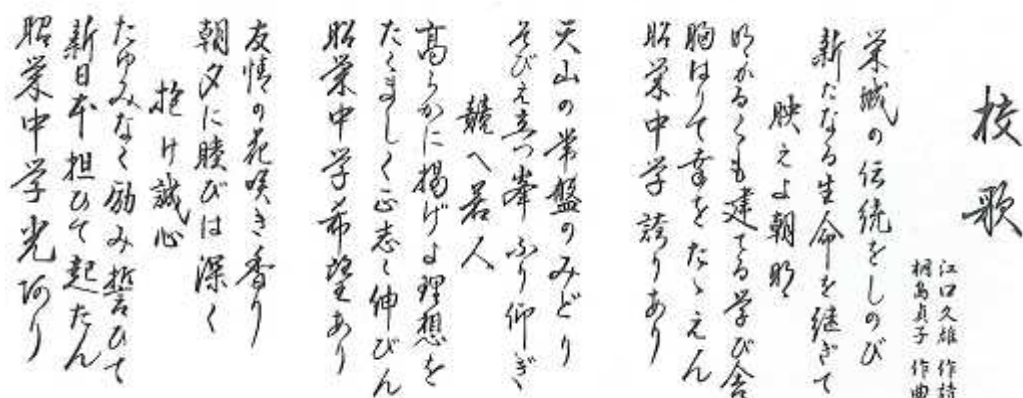 校歌
江口久雄 作詩
桐島貞子 作曲
栄城の伝統をしのび
新たなる生命を継ぎて
映えよ朝明
明かるくも建てる学び舎
胸はりて幸をたゝえん
昭栄中学誇りあり
天山の常盤のみどり
そびえ立つ峯ふり仰ぎ
競へ若人
高らかに揚げよ理想を
たくましく正志く伸びん
昭栄中学希望あり
友情の花咲き香り
朝夕に睦びは深く
抱け誠心
たゆみなく励み誓ひて
新日本担ひて起たん
昭栄中学光阿り